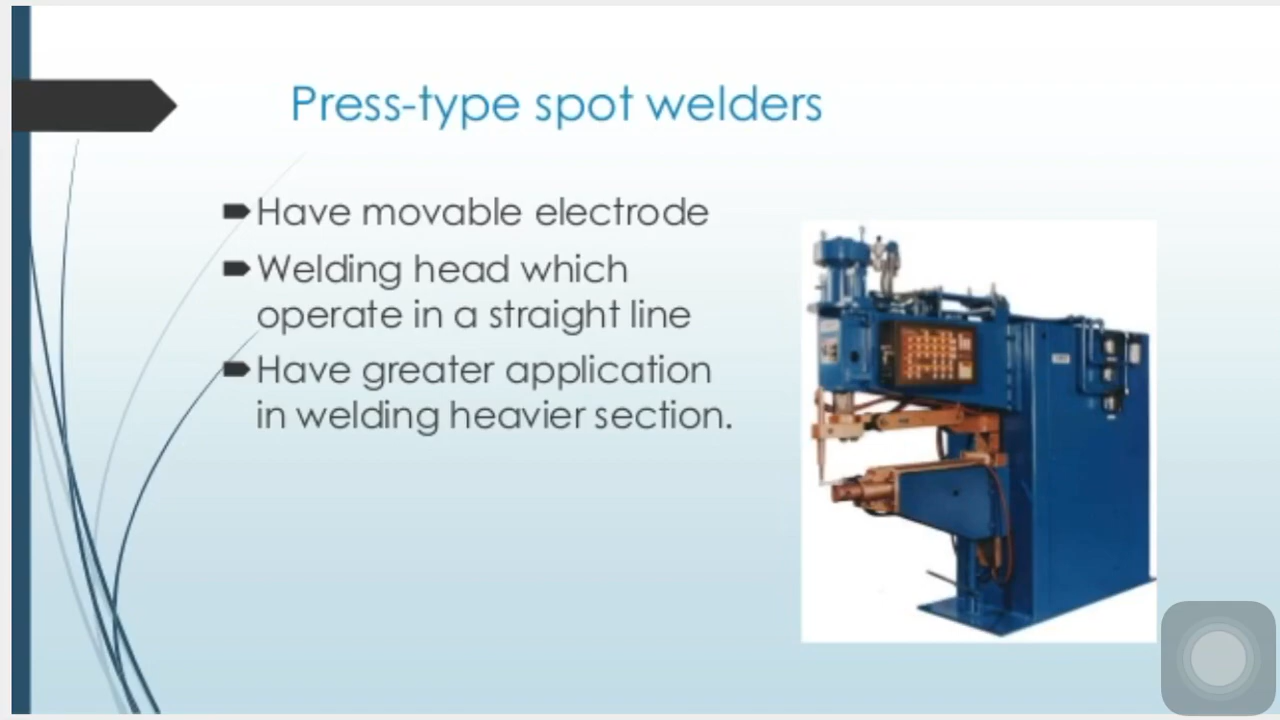 Press-type spot welders
Have movable electrode
Welding head which
operate in a straight line
Have greater application
in welding heavier section.